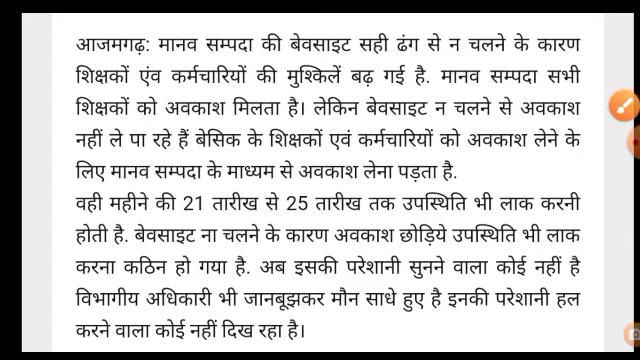 आजमगढ़: मानव सम्पदा की बेवसाइट सही ढंग से न चलने के कारण
शिक्षकों एंव कर्मचारियों की मुश्किलें बढ़ गई है. मानव सम्पदा सभी
शिक्षकों को अवकाश मिलता है। लेकिन बेवसाइट न चलने से अवकाश
नहीं ले पा रहे हैं बेसिक के शिक्षकों एवं कर्मचारियों को अवकाश लेने के
लिए मानव सम्पदा के माध्यम से अवकाश लेना पड़ता है.
वही महीने की 21 तारीख से 25 तारीख तक उपस्थिति भी लाक करनी
होती है. बेवसाइट ना चलने के कारण अवकाश छोड़िये उपस्थिति भी लाक
करना कठिन हो गया है. अब इसकी परेशानी सुनने वाला कोई नहीं है
विभागीय अधिकारी भी जानबूझकर मौन साधे हुए है इनकी परेशानी हल
करने वाला कोई नहीं दिख रहा है।